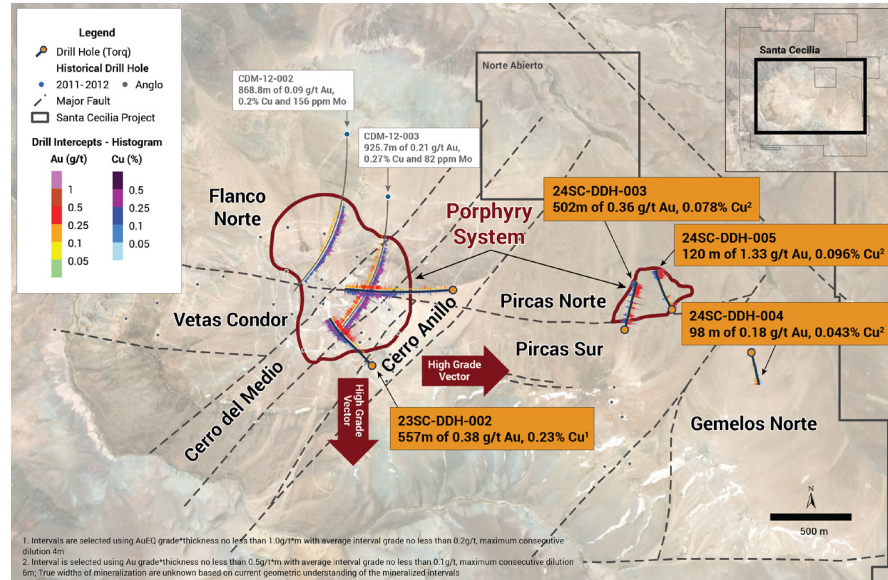 Legend
Drill Hole (Torq)
Historical Drill Hole
2011-2012
Anglo
Major Fault
Santa Cecilia Project
Drill Intercepts - Histogram
Au (g/t)
Cu (%)
1
0.5
0.25
0.1
0.05
0.5
0.25
0.1
0.05
CDM-12-002
868.8m of 0.09 g/t Au,
0.2% Cu and 156 ppm Mo
CDM-12-003
925.7m of 0.21 g/t Au,
0.27% Cu and 82 ppm Mo
Norte Abierto
Santa Cecilia
Flanco
Norte
Porphyry
System
24SC-DDH-003
502m of 0.36 g/t Au, 0.078% Cu²
24SC-DDH-005
120 m of 1.33 g/t Au, 0.096% Cu²
24SC-DDH-004
98 m of 0.18 g/t Au, 0.043% Cu²
Vetas Condor
Cerro Anillo
Pircas Norte
Pircas Sur
Cerro del Medio
High Grade
Vector
High Grade
Vector
23SC-DDH-002
557m of 0.38 g/t Au, 0.23% Cu¹
Gemelos Norte
N
500 m
1. Intervals are selected using AuEQ grade*thickness no less than 1.0g/t*m with average interval grade no less than 0.2g/t, maximum consecutive
dilution 4m
2. Interval is selected using Au grade*thickness no less than 0.5g/t*m with average interval grade no less than 0.1g/t, maximum consecutive dilution
6m; True widths of mineralization are unknown based on current geometric understanding of the mineralized intervals